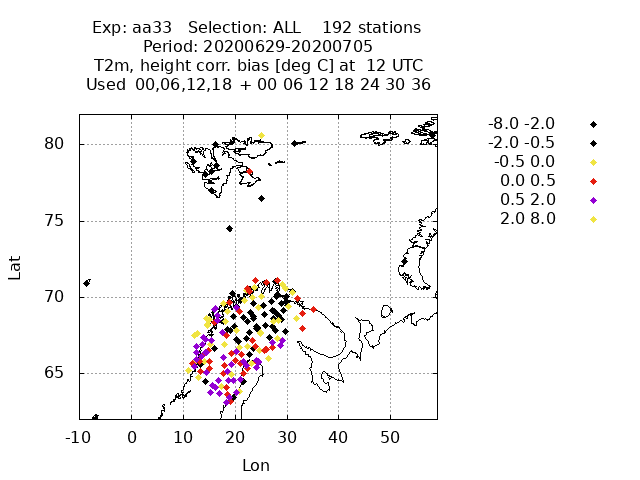 Exp: aa33 Selection: ALL 192 stations
Period: 20200629-20200705
T2m, height corr. bias [deg C] at 12 UTC
Used 00,06,12,18 + 00 06 12 18 24 30 36
-8.0 -2.0
-2.0 -0.5
-0.5 0.0
0.0 0.5
0.5 2.0
2.0 8.0
80
75
70
65
Lat
-10 0 10 20 30 40 50
Lon